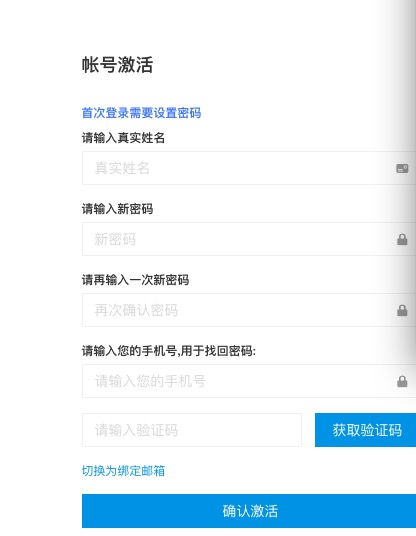 帐号激活
首次登录需要设置密码
请输入真实姓名
真实姓名
请输入新密码
新密码
请再输入一次新密码
再次确认密码
请输入您的手机号,用于找回密码:
请输入您的手机号
请输入验证码
获取验证码
切换为绑定邮箱
确认激活